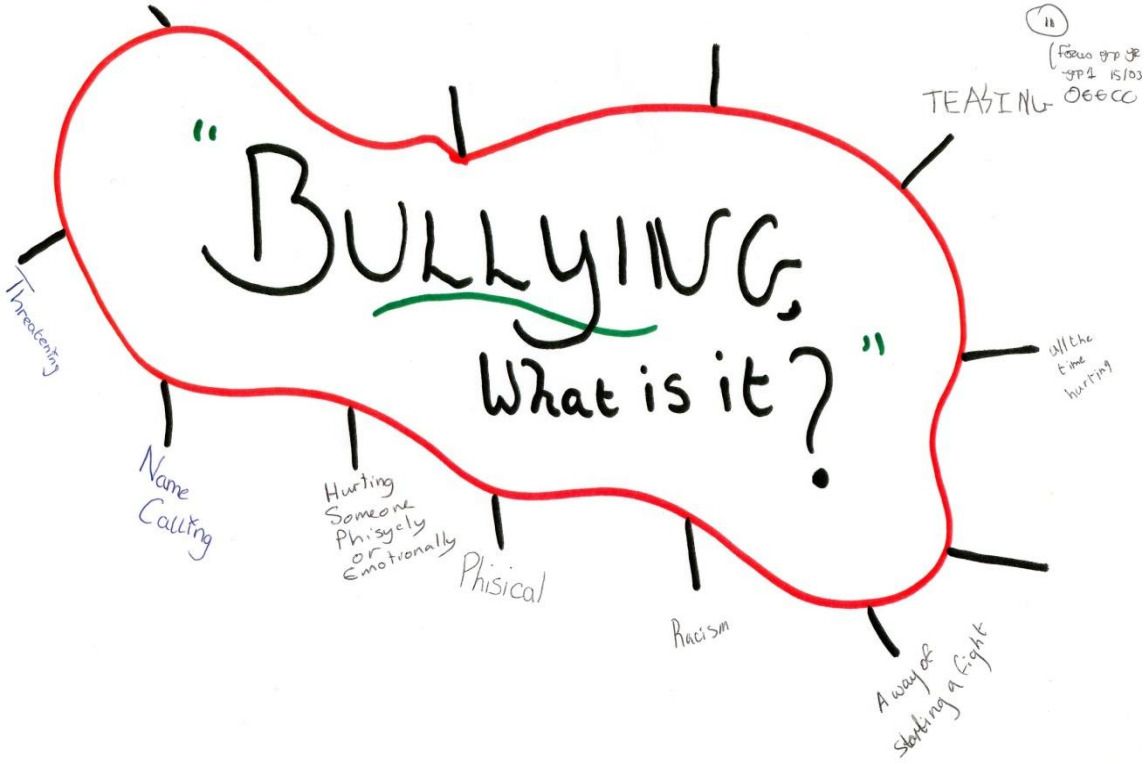 11
TEASING
"BULLYING,
What is it?"
Threatening
all the
time
hurting
Name
Calling
Hurting
Someone
Phisycly
or
Emotionally
Phisical
Racism
A way of
starting a fight